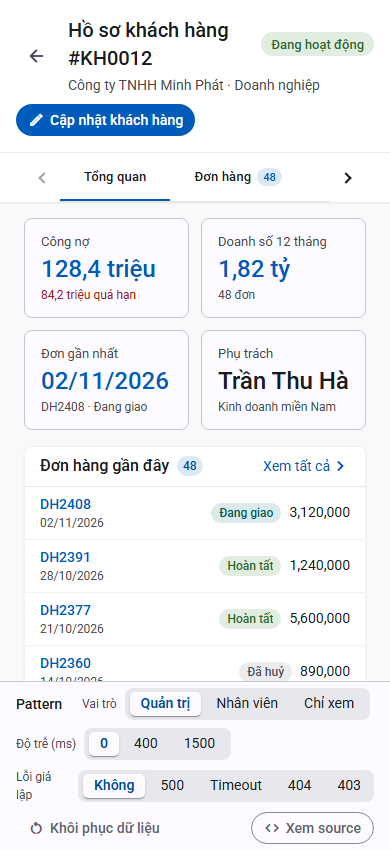 Hồ sơ khách hàng
#KH0012
Đang hoạt động
Công ty TNHH Minh Phát · Doanh nghiệp
Cập nhật khách hàng
Tổng quan
Đơn hàng 48
Công nợ
128,4 triệu
84,2 triệu quá hạn
Doanh số 12 tháng
1,82 tỷ
48 đơn
Đơn gần nhất
02/11/2026
DH2408 · Đang giao
Phụ trách
Trần Thu Hà
Kinh doanh miền Nam
Đơn hàng gần đây 48
Xem tất cả
DH2408
02/11/2026
Đang giao 3,120,000
DH2391
28/10/2026
Hoàn tất 1,240,000
DH2377
21/10/2026
Hoàn tất 5,600,000
DH2360
14/10/2026
Đã huỷ 890,000
Pattern Vai trò Quản trị Nhân viên Chỉ xem
Độ trễ (ms) 0 400 1500
Lỗi giả
lập
Không 500 Timeout 404 403
Khôi phục dữ liệu
Xem source